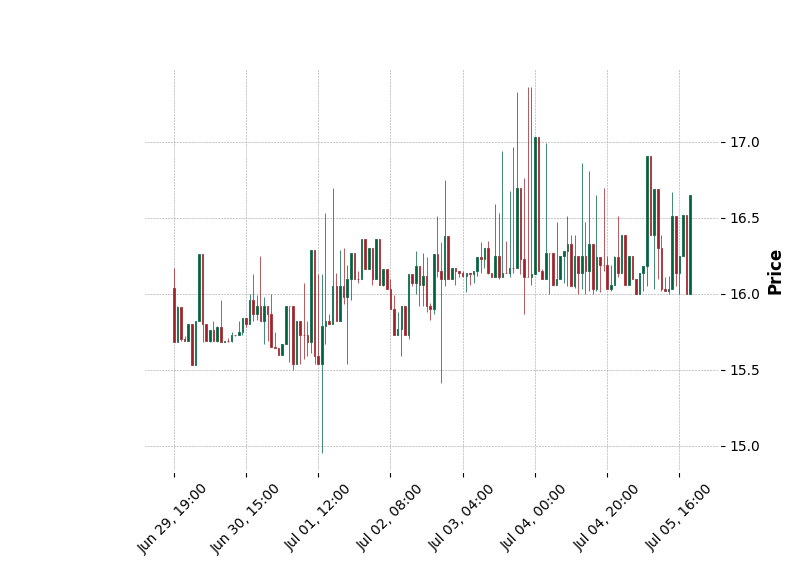 17.0
16.5
16.0
15.5
15.0
Price
Jun 29, 19:00
Jun 30, 15:00
Jul 01, 12:00
Jul 02, 08:00
Jul 03, 04:00
Jul 04, 00:00
Jul 04, 20:00
Jul 05, 16:00